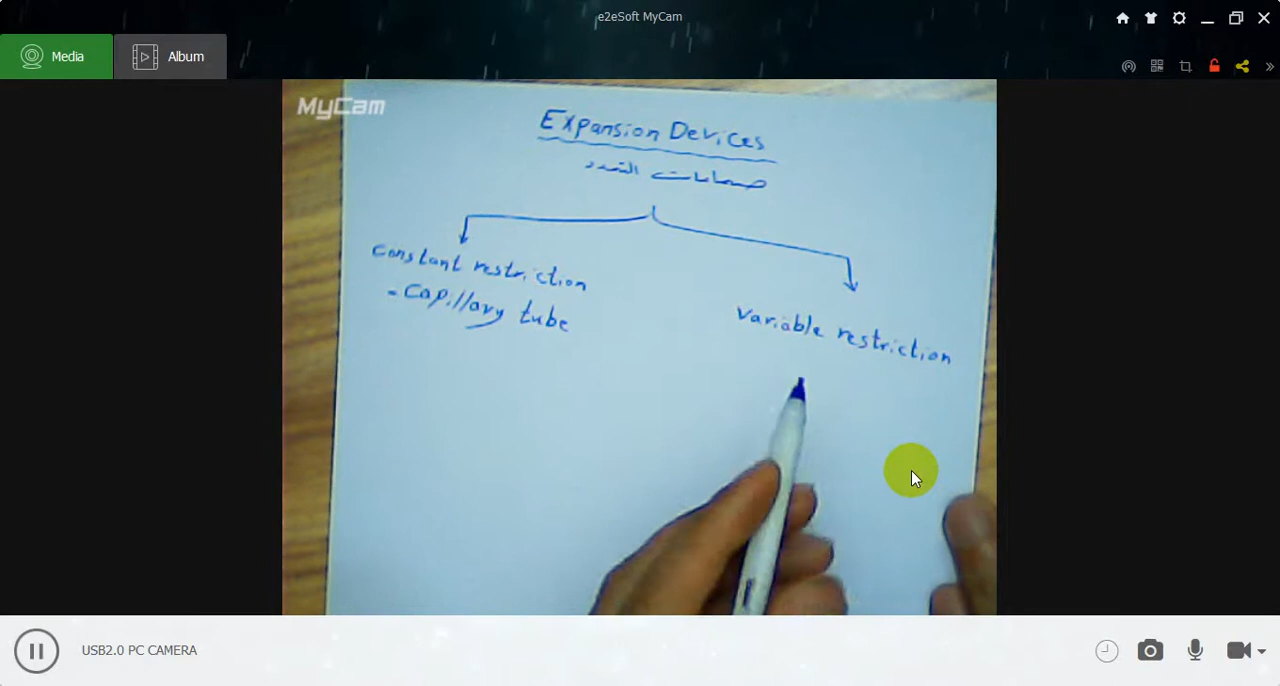 e2eSoft MyCam
Media
Album
MyCam
Expansion Devices
صمامات التمدد
constant restriction
- Capillary tube
variable restriction
USB2.0 PC CAMERA